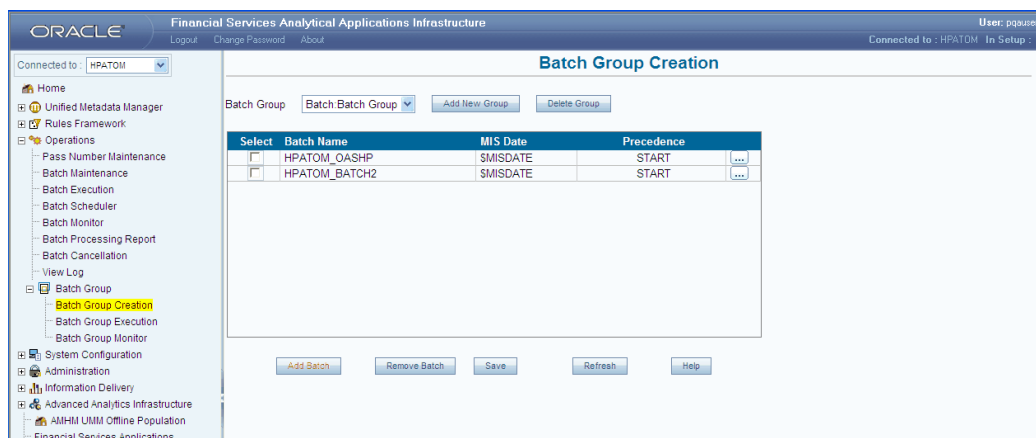 ORACLE
Financial Services Analytical Applications Infrastructure
User: pqause
Logout Change Password About
Connected to : HPATOM In Setup :
Connected to : HPATOM
Batch Group Creation
Home
Unified Metadata Manager
Rules Framework
Operations
Pass Number Maintenance
Batch Maintenance
Batch Execution
Batch Scheduler
Batch Monitor
Batch Processing Report
Batch Cancellation
View Log
Batch Group
Batch Group Creation
Batch Group Execution
Batch Group Monitor
System Configuration
Administration
Information Delivery
Advanced Analytics Infrastructure
AMHM UMM Offline Population
Financial Services Applications
Batch Group Batch:Batch Group Add New Group Delete Group
Select Batch Name MIS Date Precedence
HPATOM_OASHP $MISDATE START ...
HPATOM_BATCH2 $MISDATE START ...
Add Batch Remove Batch Save Refresh Help